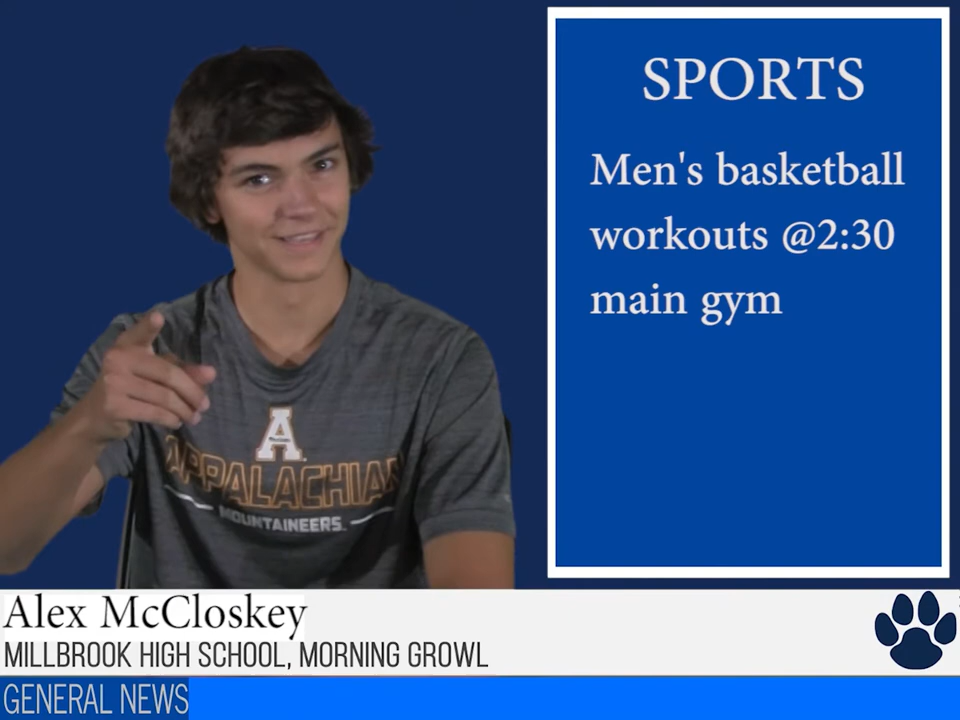 SPORTS
Men's basketball
workouts @2:30
main gym
A
APPALACHIAN
MOUNTAINEERS
Alex McCloskey
MILLBROOK HIGH SCHOOL, MORNING GROWL
GENERAL NEWS